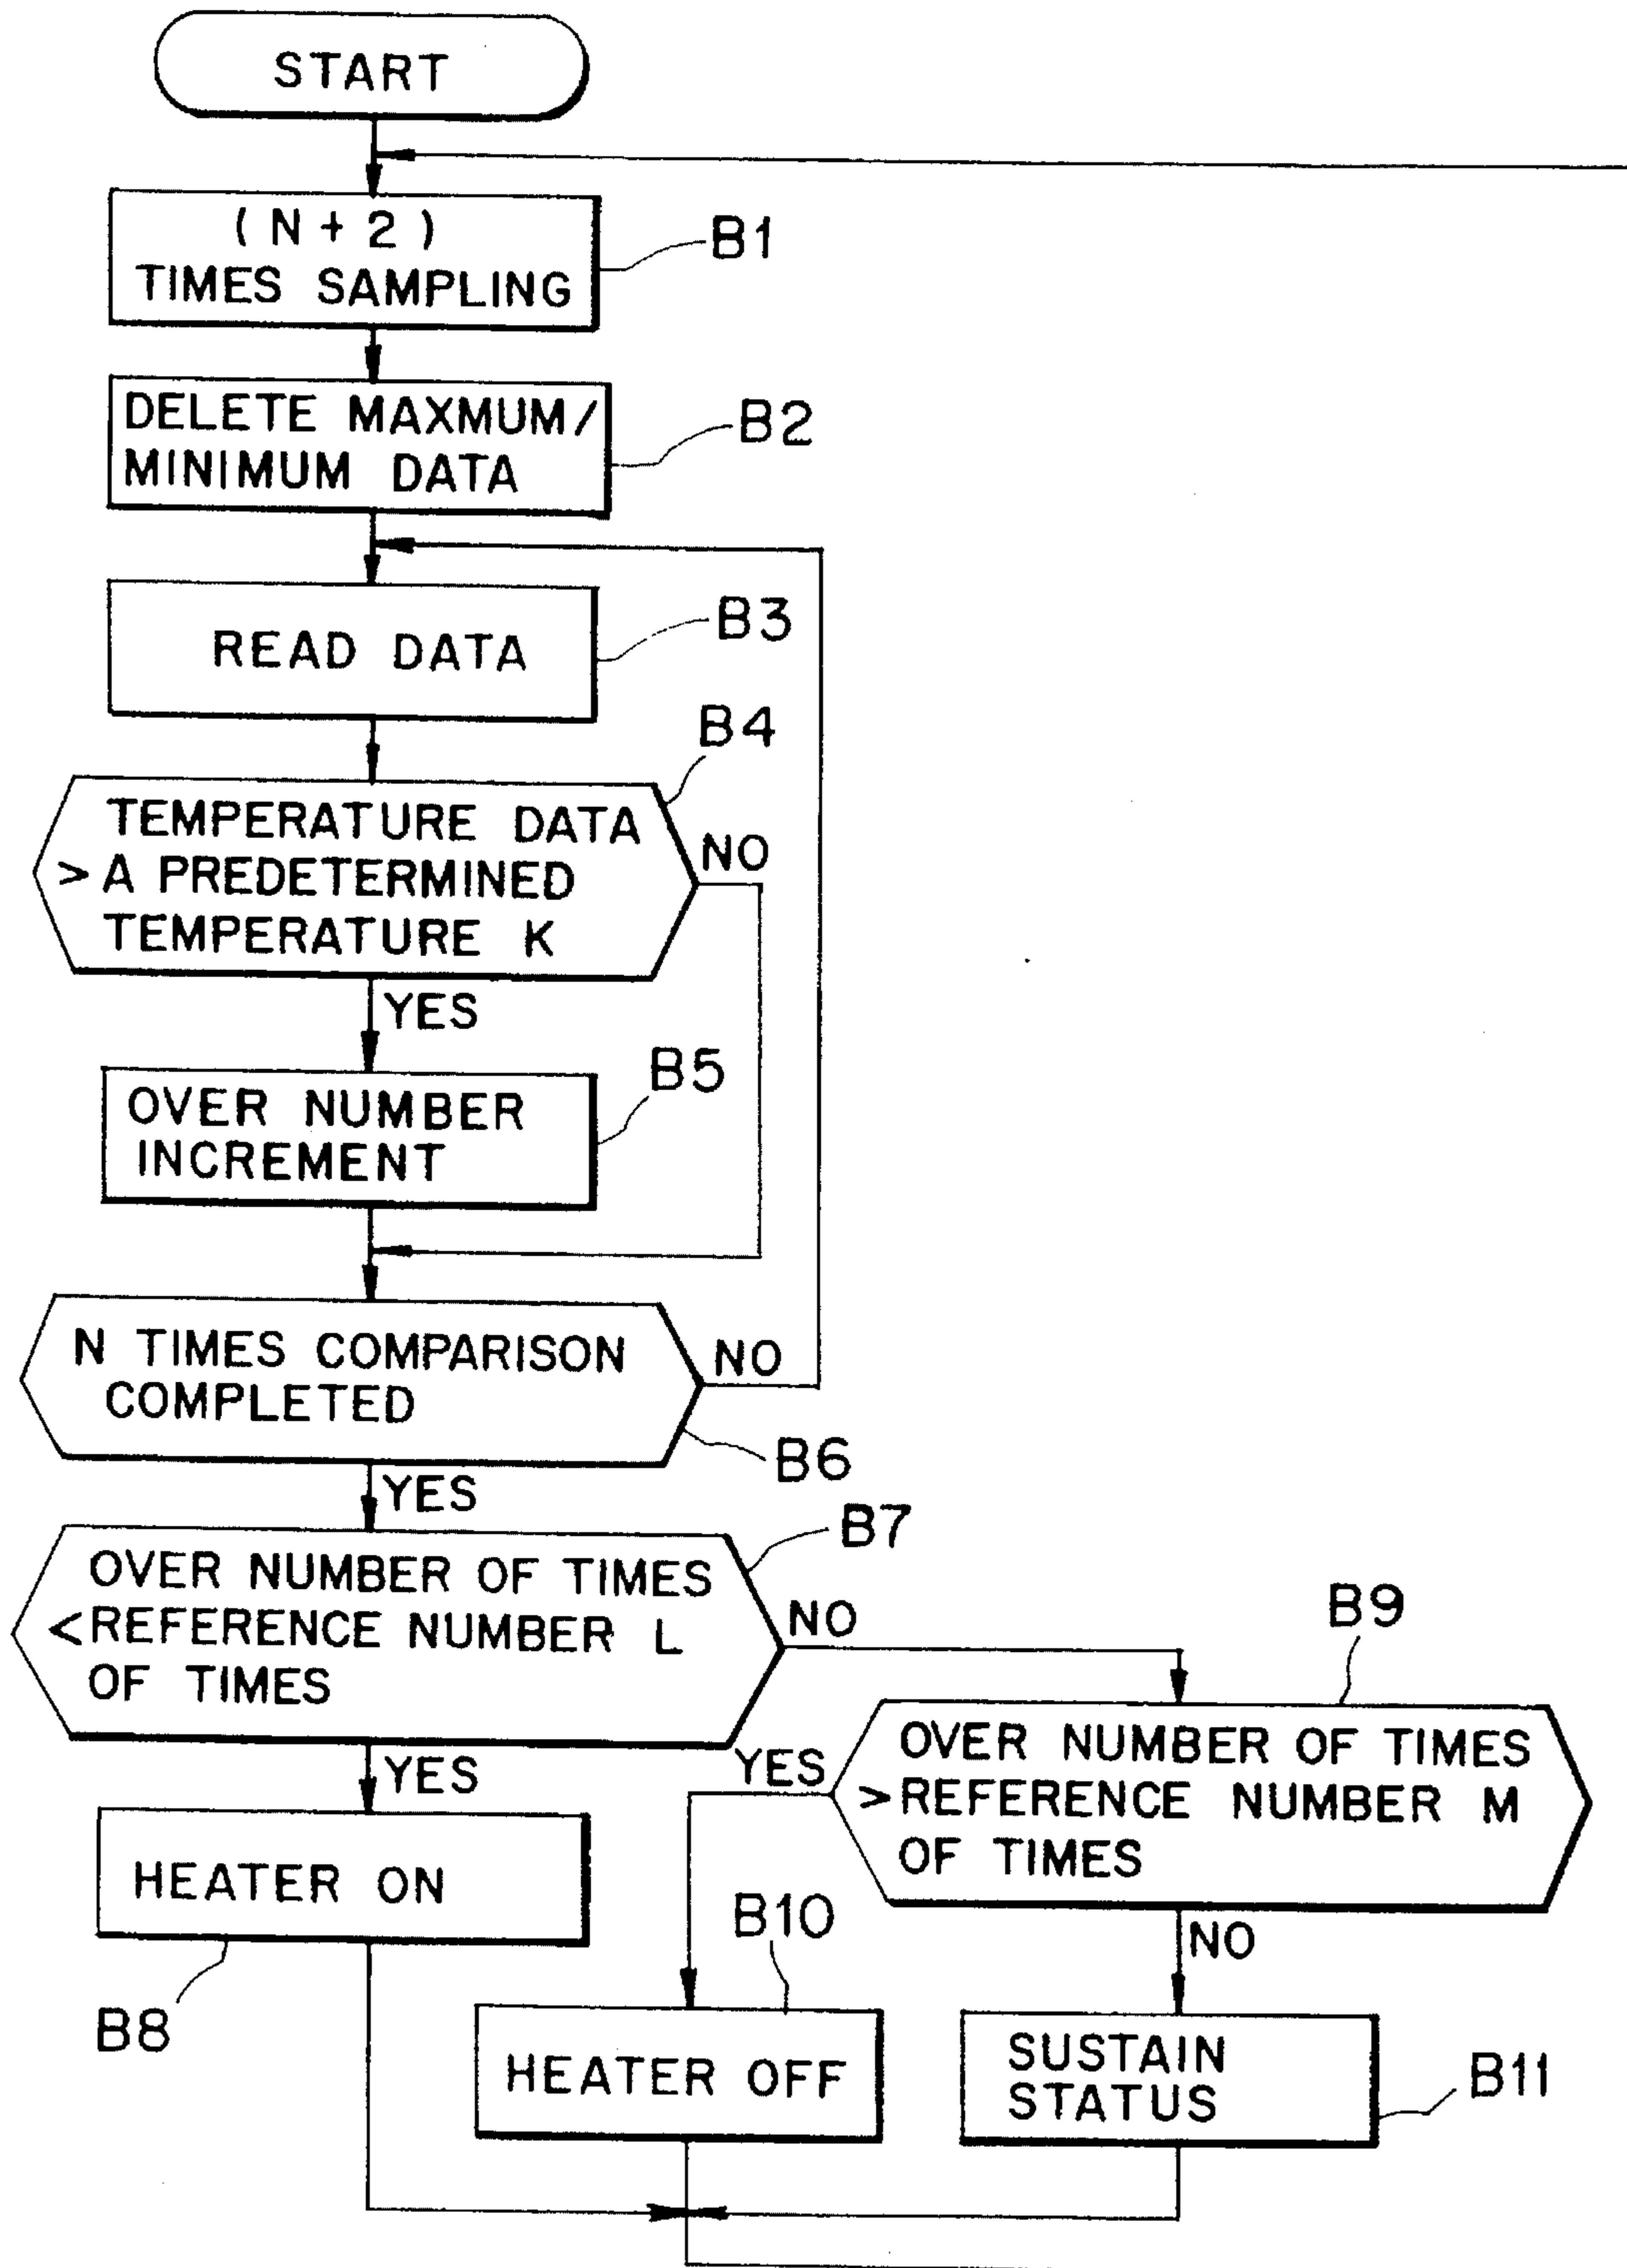 START
( N + 2 )
TIMES SAMPLING
B1
DELETE MAXMUM/
MINIMUM DATA
B2
READ DATA
B3
B4
TEMPERATURE DATA
> A PREDETERMINED
TEMPERATURE K
NO
YES
OVER NUMBER
INCREMENT
B5
N TIMES COMPARISON
COMPLETED
NO
B6
YES
OVER NUMBER OF TIMES
< REFERENCE NUMBER L
OF TIMES
B7
NO
B9
YES
OVER NUMBER OF TIMES
> REFERENCE NUMBER M
OF TIMES
YES
HEATER ON
B8
B10
NO
HEATER OFF
SUSTAIN
STATUS
B11